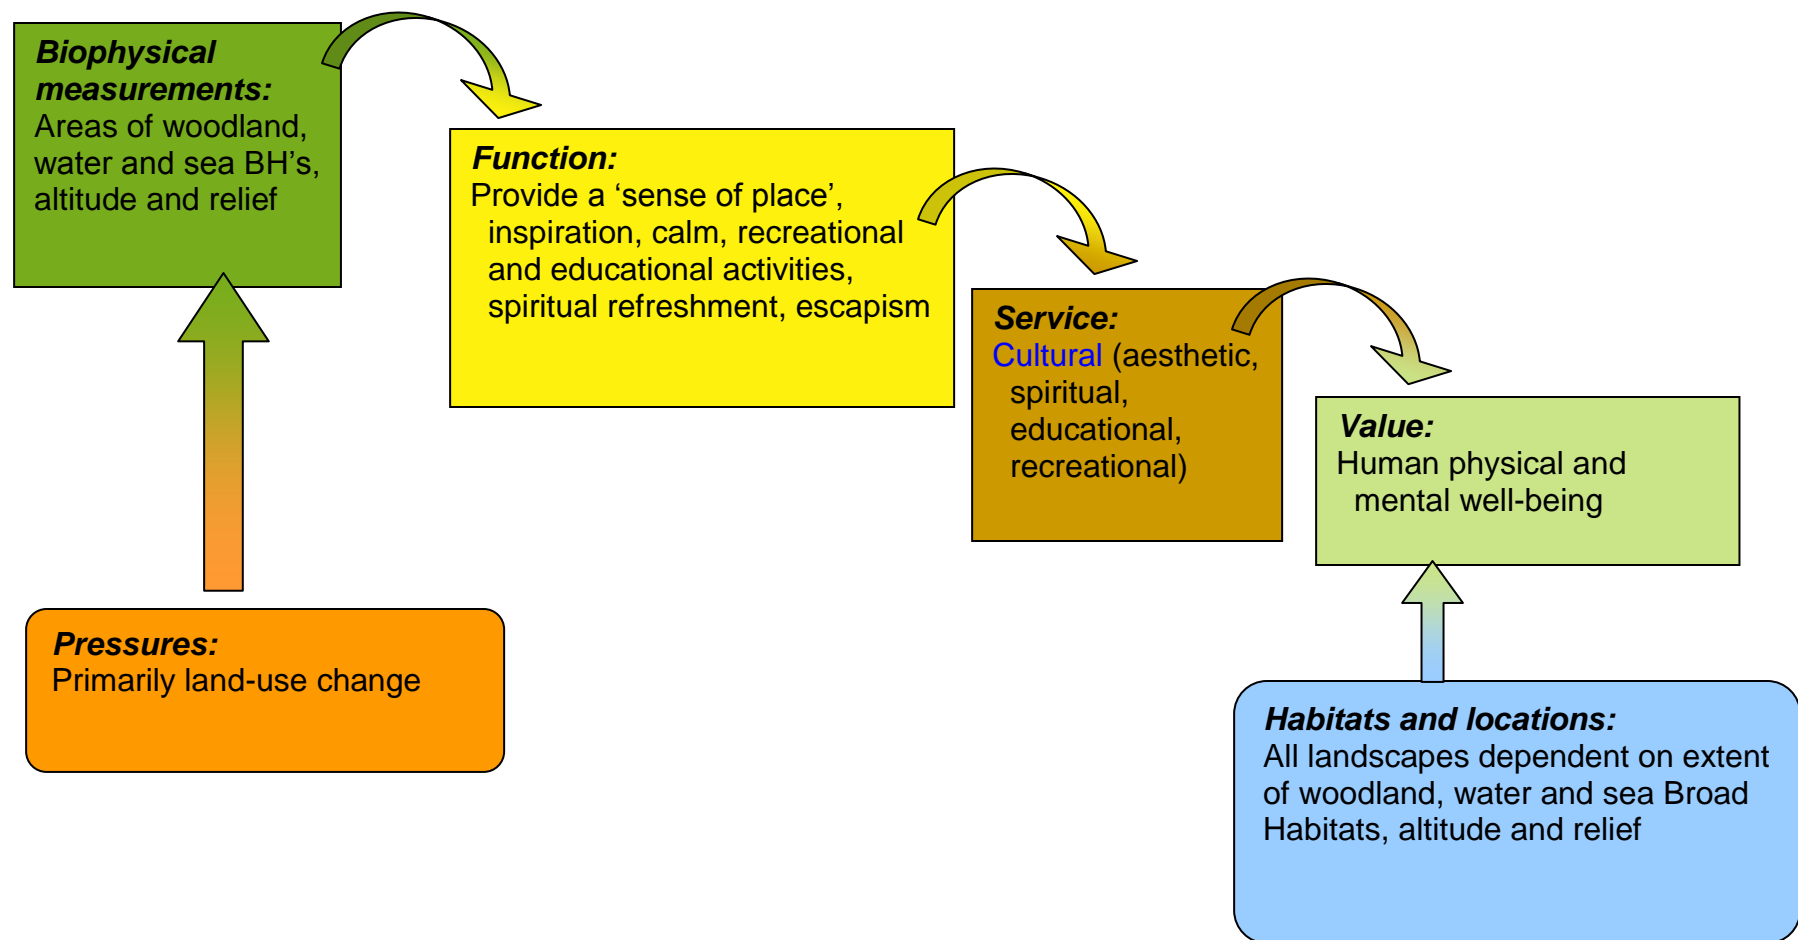 Biophysical
measurements:
Areas of woodland,
water and sea BH’s,
altitude and relief
Function:
Provide a ‘sense of place’,
inspiration, calm, recreational
and educational activities,
spiritual refreshment, escapism
Service:
Cultural (aesthetic,
spiritual,
educational,
recreational)
Value:
Human physical and
mental well-being
Pressures:
Primarily land-use change
Habitats and locations:
All landscapes dependent on extent
of woodland, water and sea Broad
Habitats, altitude and relief